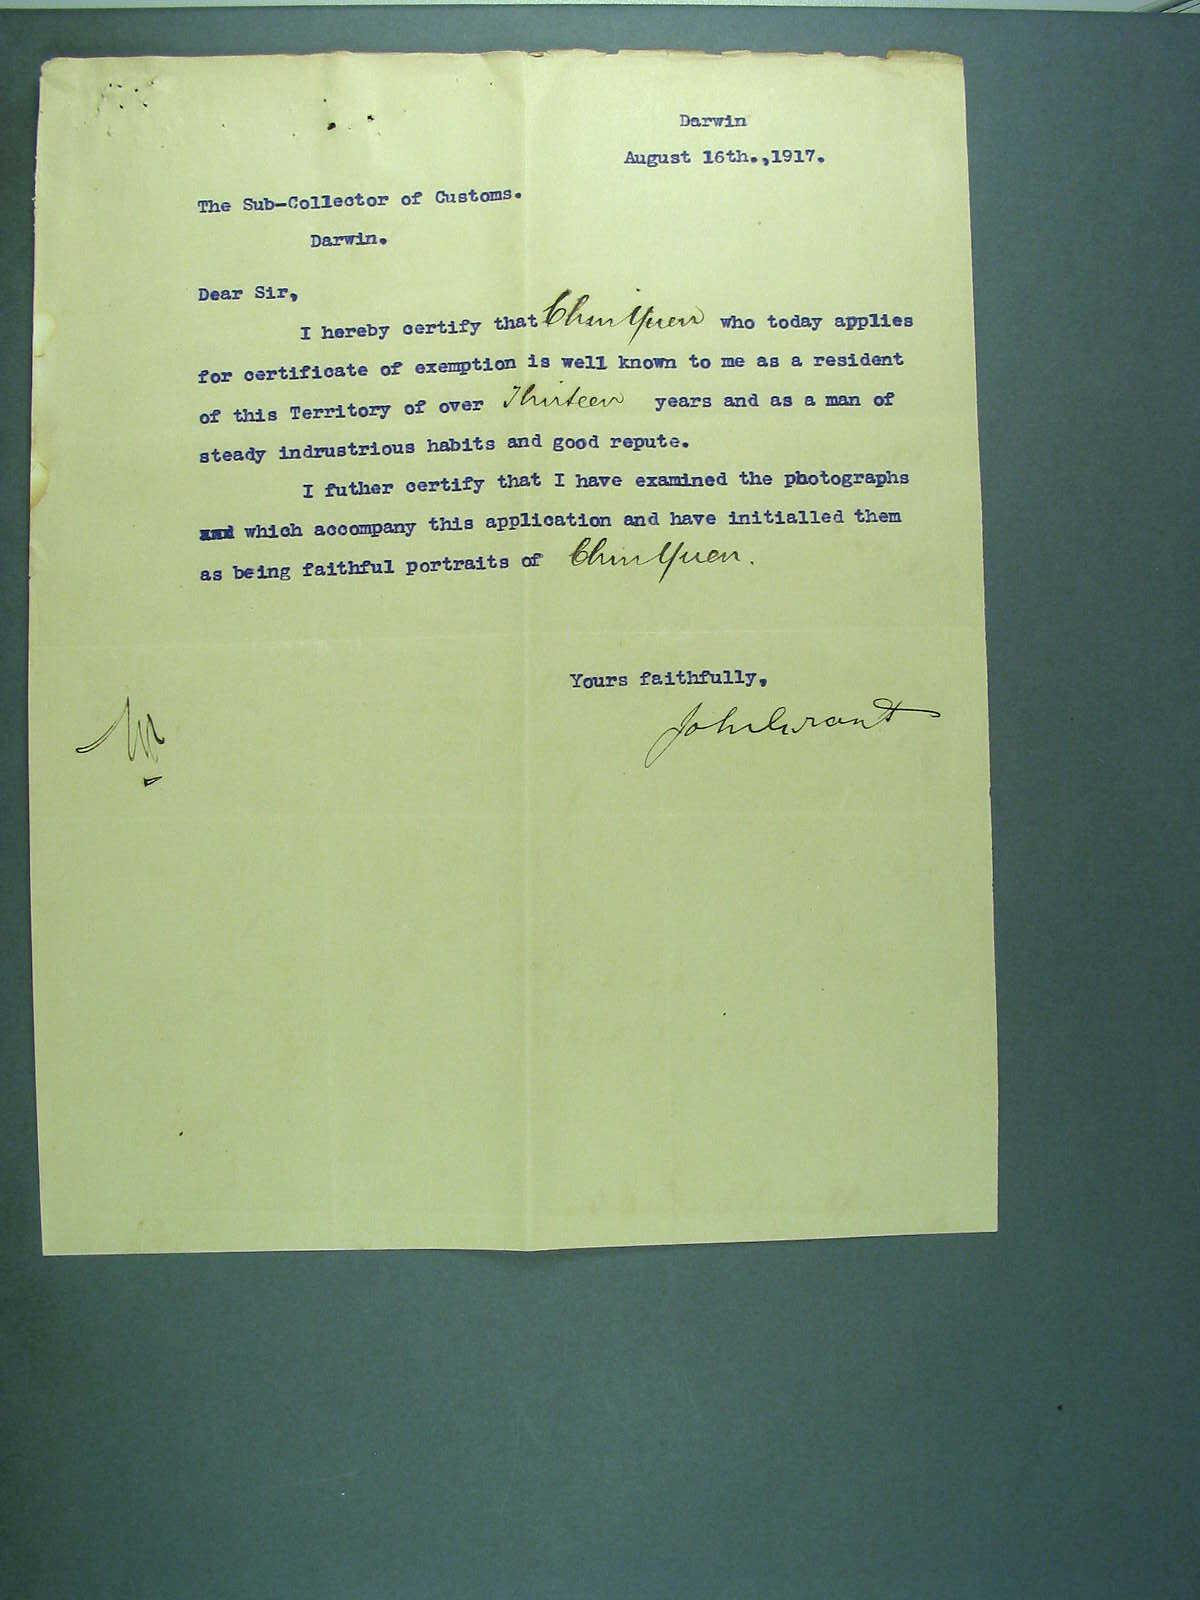 Darwin
August 16th.,1917.
The Sub-Collector of Customs.
Darwin.
Dear Sir,
I hereby certify that Chin Yuen who today applies
for certificate of exemption is well known to me as a resident
of this Territory of over Thirteen years and as a man of
steady indrustrious habits and good repute.
I futher certify that I have examined the photographs
and which accompany this application and have initialled them
as being faithful portraits of Chin Yuen.
Yours faithfully,
John Grant